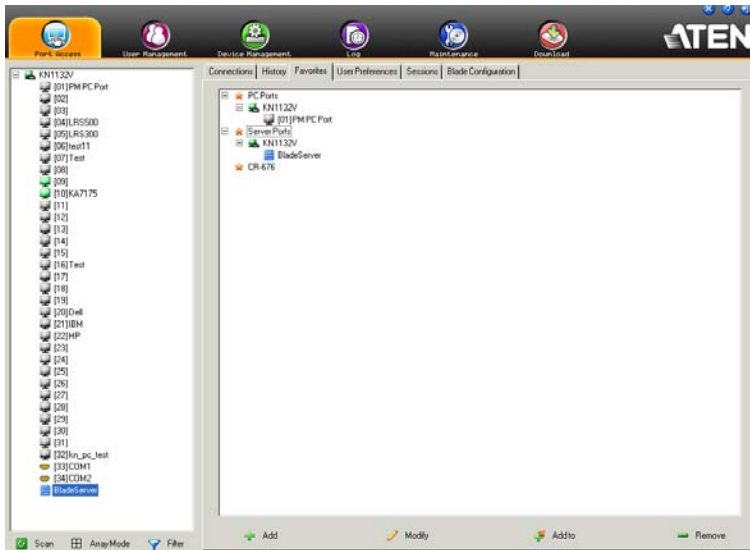 Port Access
User Management
Device Management
Log
Maintenance
Download
ATEN
KN1132V
[01]PM PC Port
[02]
[03]
[04]LRS500
[05]LRS300
[06]test11
[07]Test
[08]
[09]
[10]KA7175
[11]
[12]
[13]
[14]
[15]
[16]Test
[17]
[18]
[19]
[20]Dell
[21]IBM
[22]HP
[23]
[24]
[25]
[26]
[27]
[28]
[29]
[30]
[31]
[32]kn_pc_test
[33]COM1
[34]COM2
BladeServer
Scan
Array Mode
Filter
Connections
History
Favorites
User Preferences
Sessions
Blade Configuration
PC Ports
KN1132V
[01]PM PC Port
Server Ports
KN1132V
BladeServer
CR-676
Add
Modify
Add to
Remove